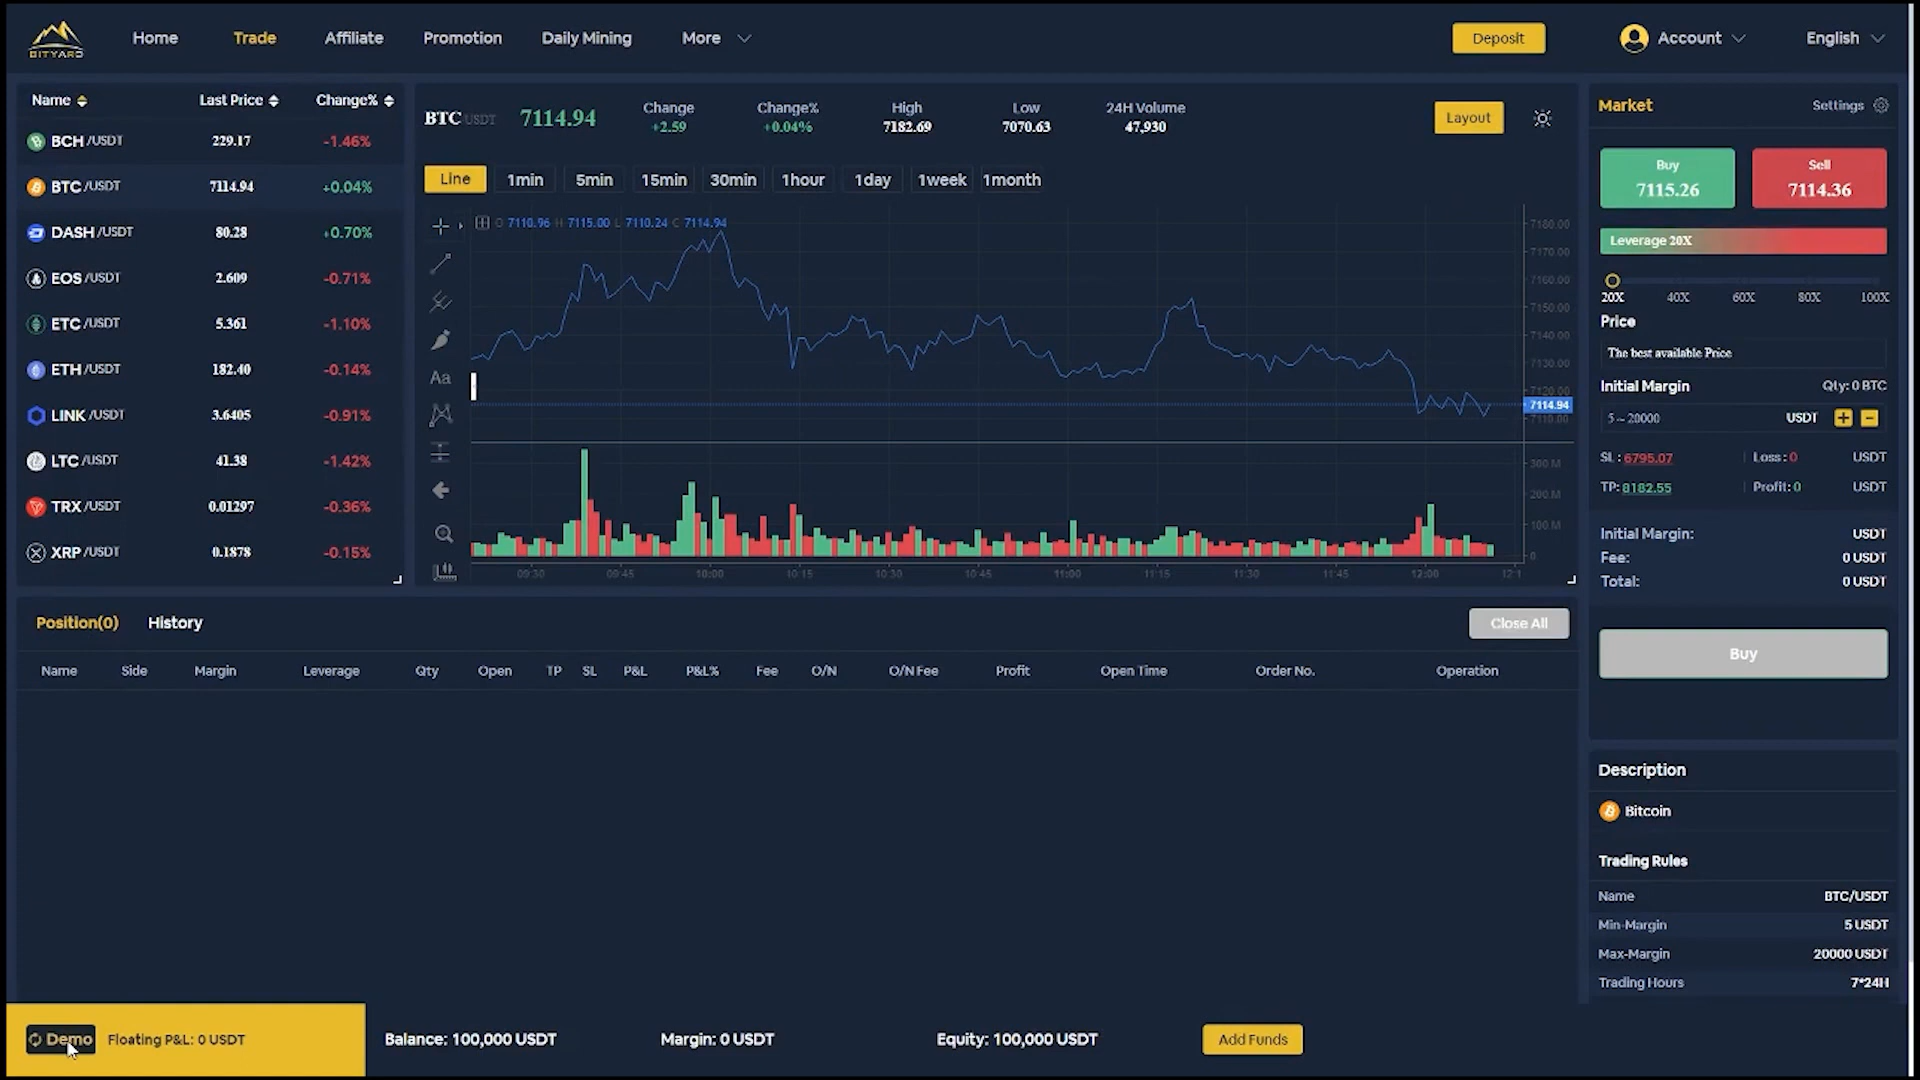 BITYARD
Home Trade Affiliate Promotion Daily Mining More Deposit Account English
Name Last Price Change%
BCH /USDT 229.17 -1.46%
BTC /USDT 7114.94 +0.04%
DASH /USDT 80.28 +0.70%
EOS /USDT 2.609 -0.71%
ETC /USDT 5.361 -1.10%
ETH /USDT 182.40 -0.14%
LINK /USDT 3.6405 -0.91%
LTC /USDT 41.38 -1.42%
TRX /USDT 0.01297 -0.36%
XRP /USDT 0.1878 -0.15%
BTC USDT 7114.94
Change +2.59
Change% +0.04%
High 7182.69
Low 7070.63
24H Volume 47,930
Layout
Line 1min 5min 15min 30min 1hour 1day 1week 1month
O 7110.96 H 7115.00 L 7110.24 C 7114.94
Aa
7180.00
7170.00
7160.00
7150.00
7140.00
7130.00
7120.00
7114.94
7110.00
300 M
200 M
100 M
0
09:30 09:45 10:00 10:15 10:30 10:45 11:00 11:15 11:30 11:45 12:00 12:1
Market Settings
Buy 7115.26
Sell 7114.36
Leverage 20X
20X 40X 60X 80X 100X
Price
The best available Price
Initial Margin Qty: 0 BTC
5 ~ 20000 USDT + -
SL : 6795.07 Loss : 0 USDT
TP: 8182.55 Profit: 0 USDT
Initial Margin: USDT
Fee: 0 USDT
Total: 0 USDT
Buy
Position(0) History Close All
Name Side Margin Leverage Qty Open TP SL P&L P&L% Fee O/N O/N Fee Profit Open Time Order No. Operation
Description
Bitcoin
Trading Rules
Name BTC/USDT
Min-Margin 5 USDT
Max-Margin 20000 USDT
Trading Hours 7*24H
Demo Floating P&L: 0 USDT Balance: 100,000 USDT Margin: 0 USDT Equity: 100,000 USDT Add Funds